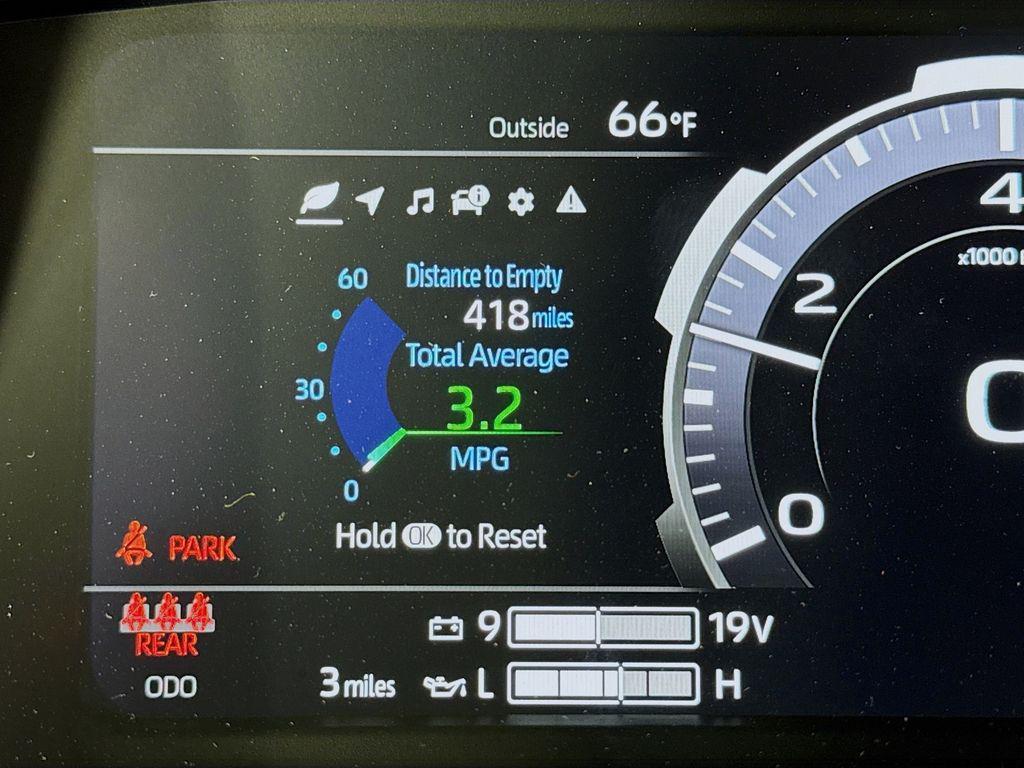 Outside 66°F
4
x1000
60
Distance to Empty
418 miles
2
Total Average
30
3.2
MPG
0
0
0
Hold OK to Reset
PARK
9 19V
REAR
ODO 3 miles L H